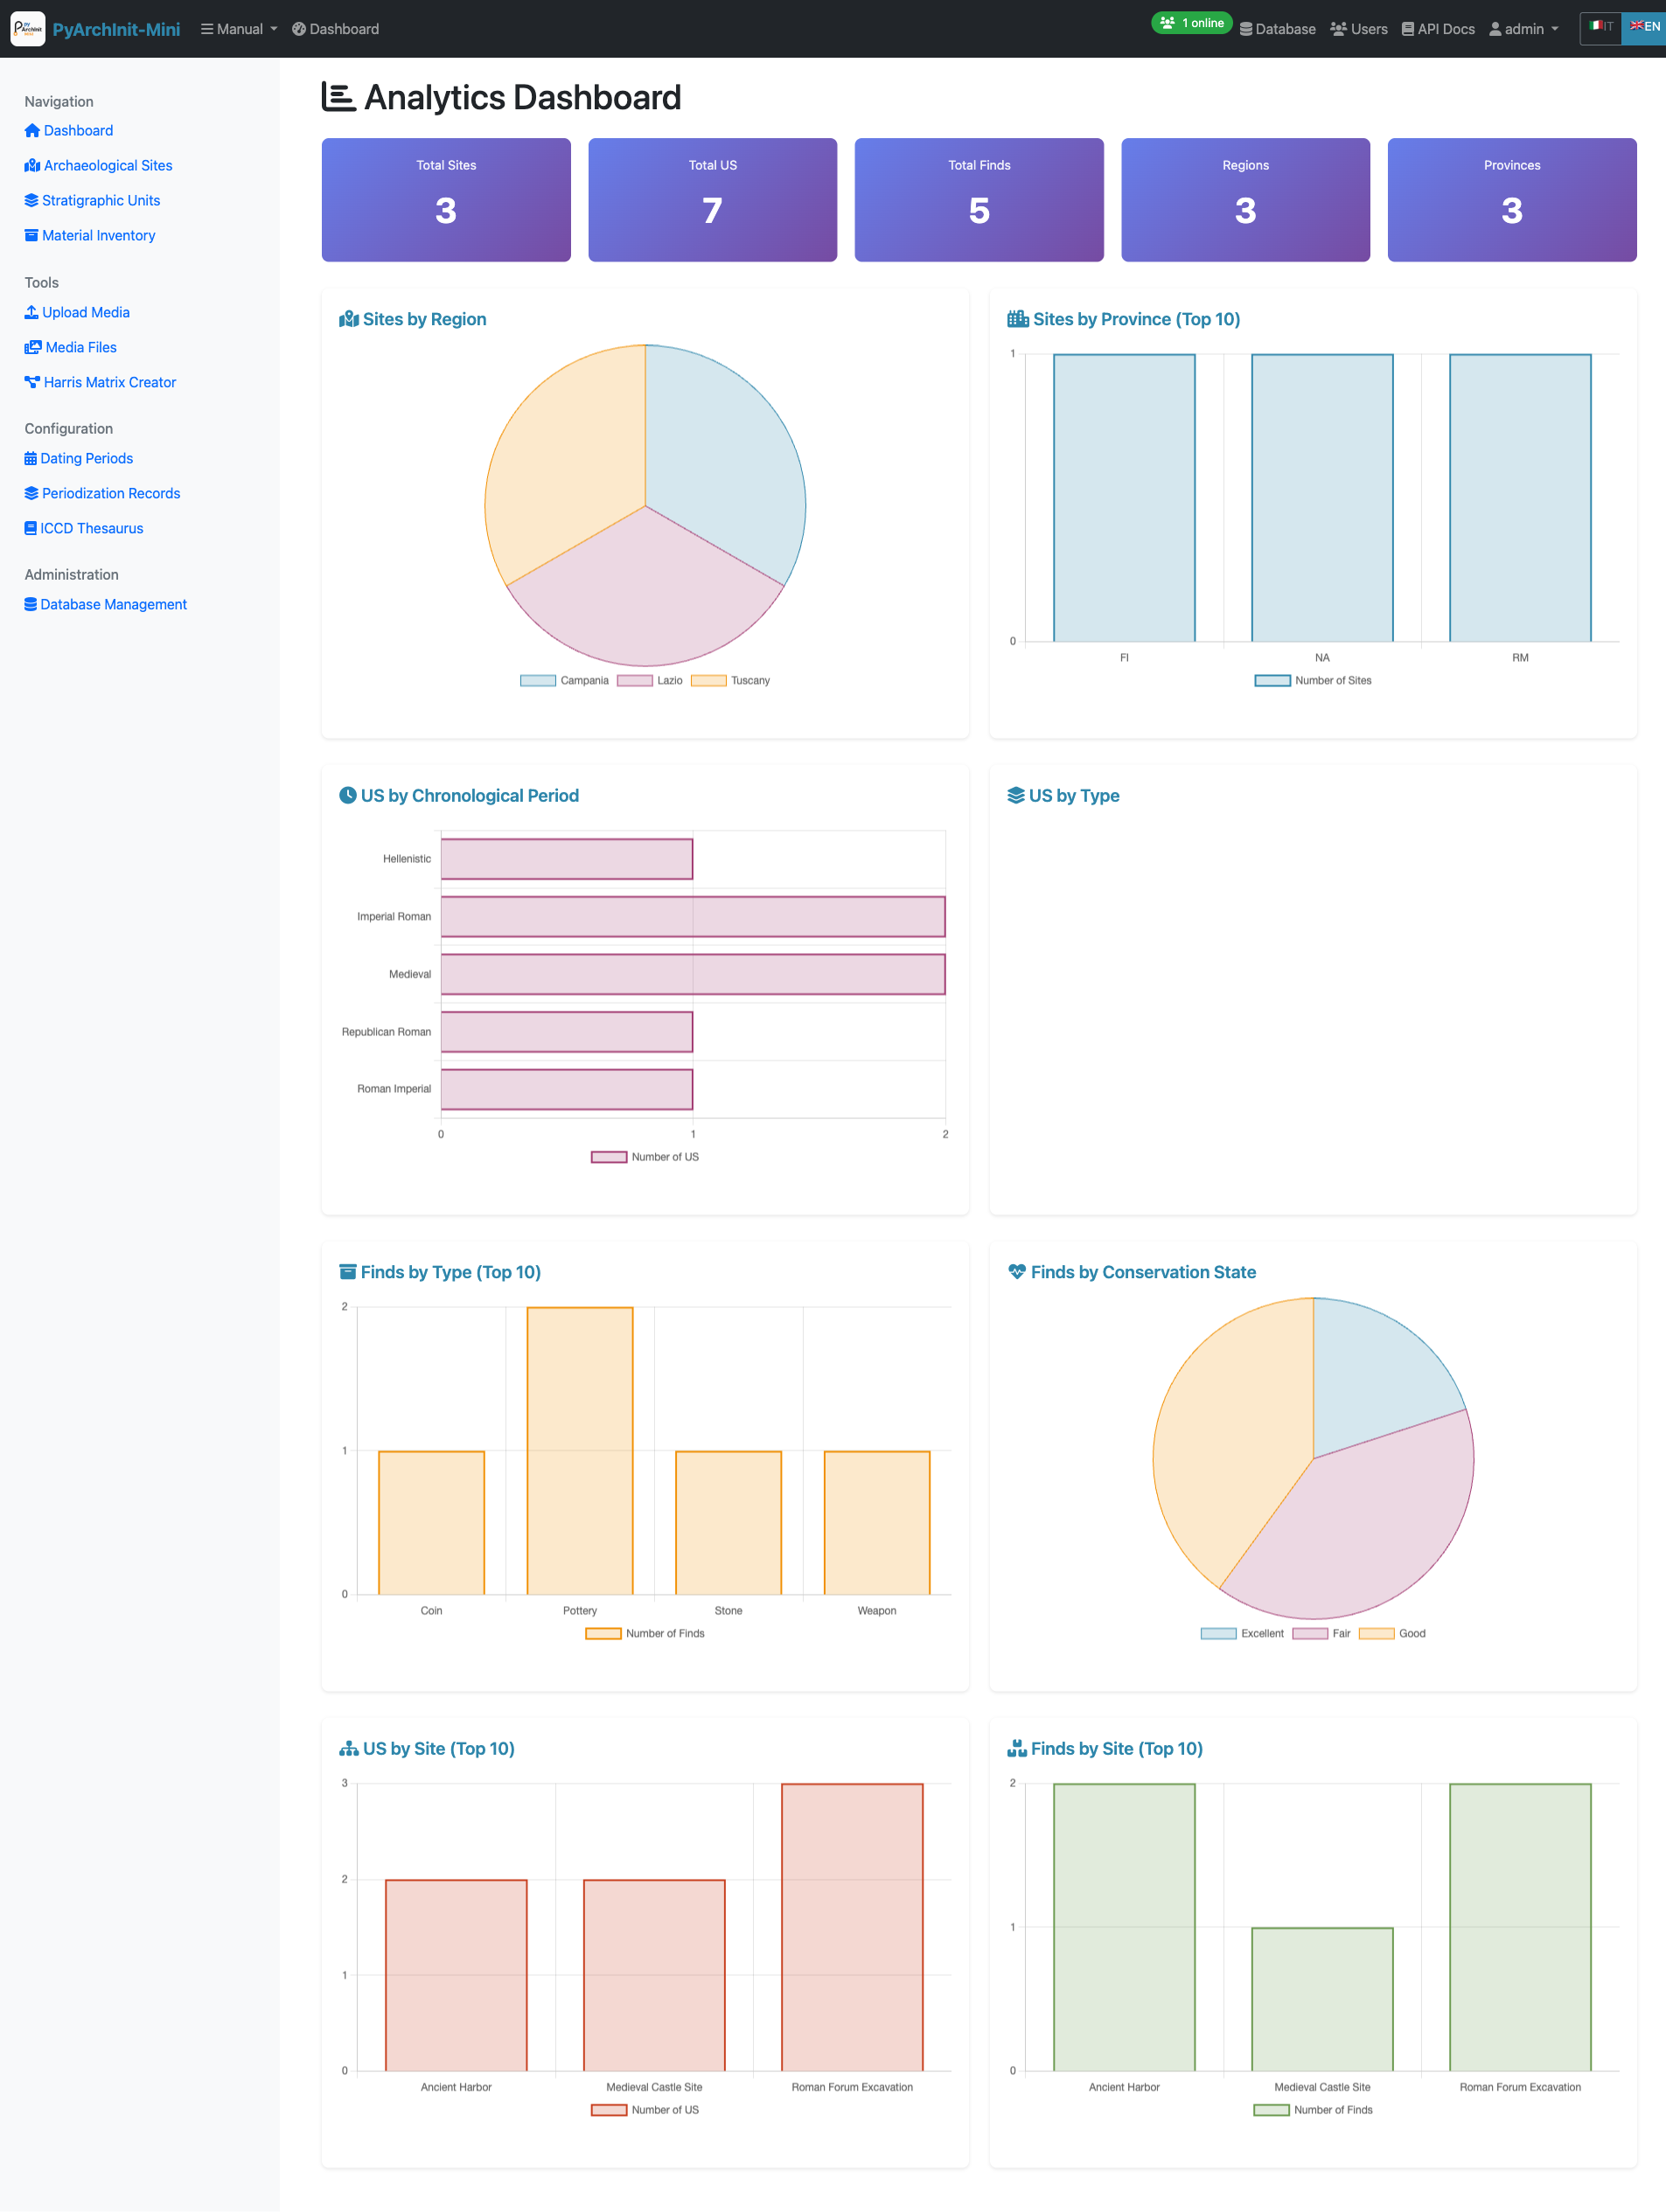 PyArchInit-Mini Manual Dashboard 1 online Database Users API Docs admin IT EN
Navigation
Dashboard
Archaeological Sites
Stratigraphic Units
Material Inventory
Tools
Upload Media
Media Files
Harris Matrix Creator
Configuration
Dating Periods
Periodization Records
ICCD Thesaurus
Administration
Database Management
Analytics Dashboard
Total Sites
3
Total US
7
Total Finds
5
Regions
3
Provinces
3
Sites by Region
Campania Lazio Tuscany
Sites by Province (Top 10)
1
0
FI NA RM
Number of Sites
US by Chronological Period
Hellenistic
Imperial Roman
Medieval
Republican Roman
Roman Imperial
0 1 2
Number of US
US by Type
Finds by Type (Top 10)
2
1
0
Coin Pottery Stone Weapon
Number of Finds
Finds by Conservation State
Excellent Fair Good
US by Site (Top 10)
3
2
1
0
Ancient Harbor Medieval Castle Site Roman Forum Excavation
Number of US
Finds by Site (Top 10)
2
1
0
Ancient Harbor Medieval Castle Site Roman Forum Excavation
Number of Finds